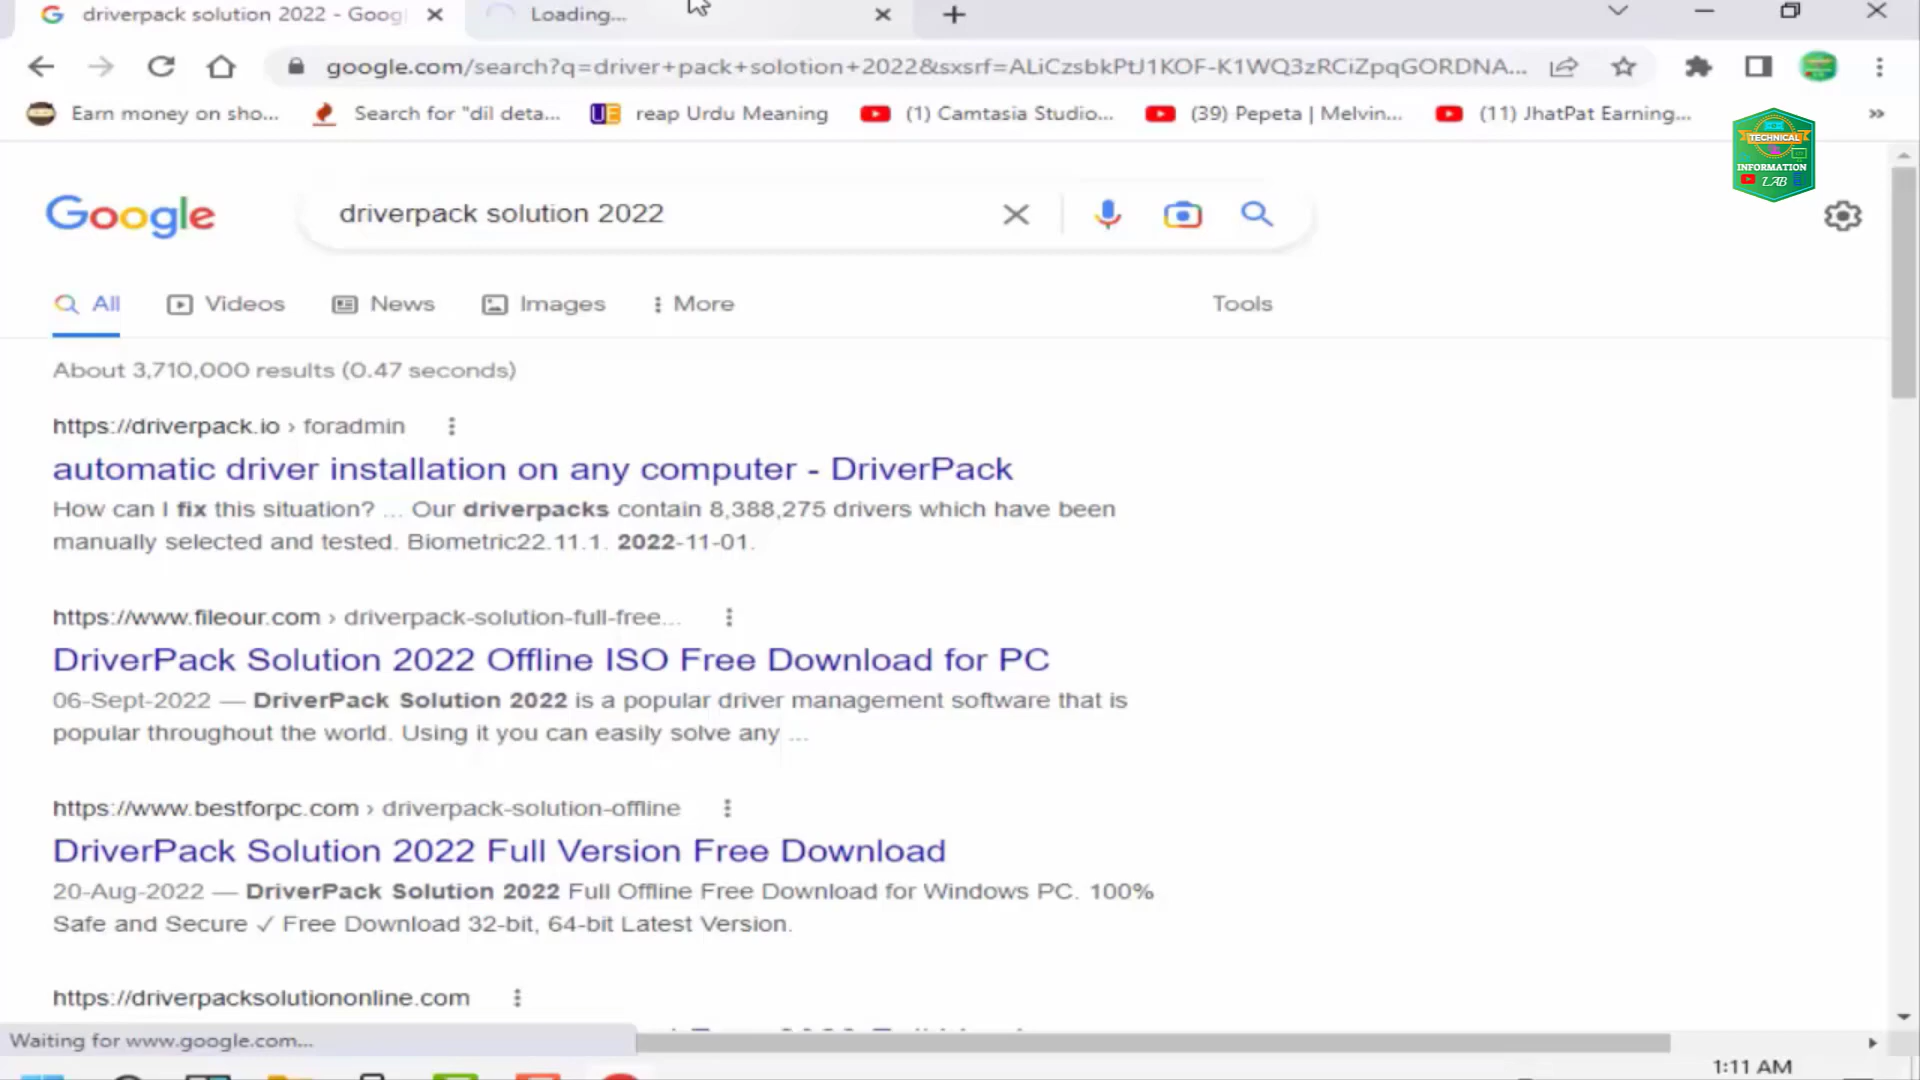 driverpack solution 2022 - Goog
Loading...
google.com/search?q=driver+pack+solotion+2022&sxsrf=ALiCzsbkPtJ1KOF-K1WQ3zRCiZpqGORDNA...
Earn money on sho...
Search for "dil deta...
reap Urdu Meaning
(1) Camtasia Studio...
(39) Pepeta | Melvin...
(11) JhatPat Earning...
»
TECHNICAL
INFORMATION
LAB
Google
driverpack solution 2022
All
Videos
News
Images
More
Tools
About 3,710,000 results (0.47 seconds)
https://driverpack.io › foradmin
automatic driver installation on any computer - DriverPack
How can I fix this situation? ... Our driverpacks contain 8,388,275 drivers which have been
manually selected and tested. Biometric22.11.1. 2022-11-01.
https://www.fileour.com › driverpack-solution-full-free...
DriverPack Solution 2022 Offline ISO Free Download for PC
06-Sept-2022 — DriverPack Solution 2022 is a popular driver management software that is
popular throughout the world. Using it you can easily solve any ...
https://www.bestforpc.com › driverpack-solution-offline
DriverPack Solution 2022 Full Version Free Download
20-Aug-2022 — DriverPack Solution 2022 Full Offline Free Download for Windows PC. 100%
Safe and Secure ✓ Free Download 32-bit, 64-bit Latest Version.
https://driverpacksolutiononline.com
Waiting for www.google.com...
1:11 AM